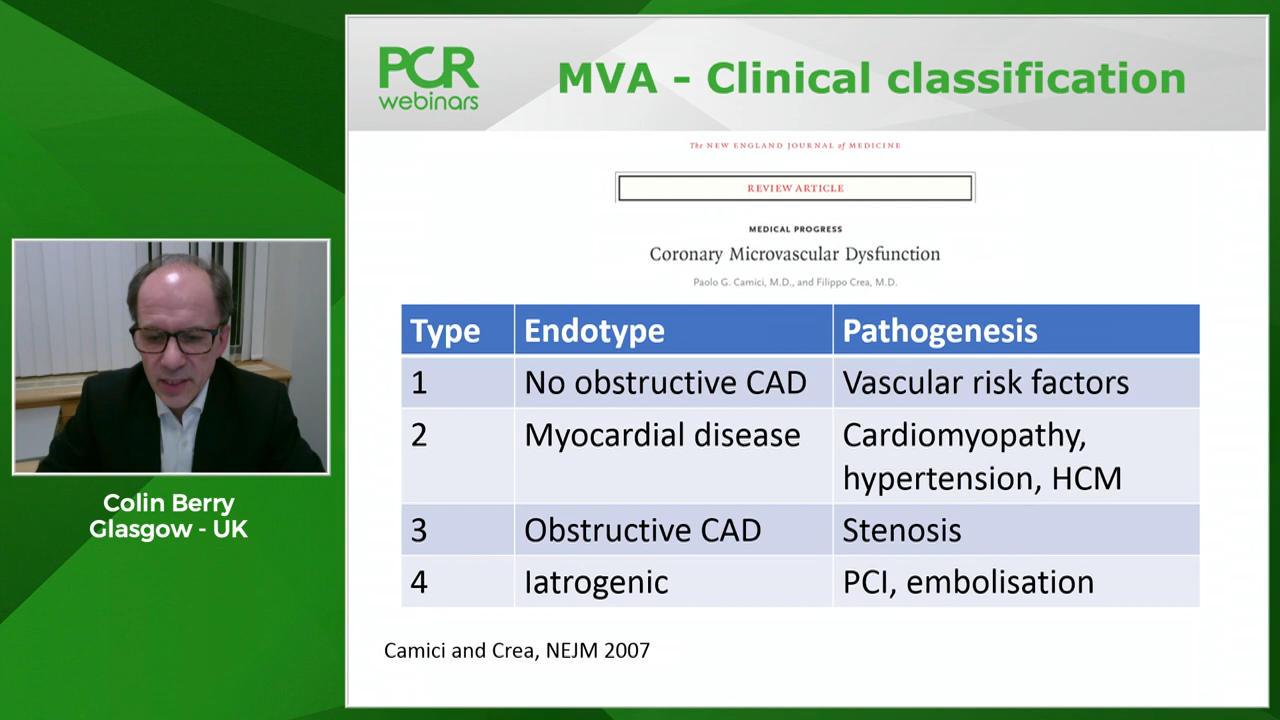 PCR
webinars
MVA - Clinical classification
The NEW ENGLAND JOURNAL of MEDICINE
REVIEW ARTICLE
MEDICAL PROGRESS
Coronary Microvascular Dysfunction
Paolo G. Camici, M.D., and Filippo Crea, M.D.
Type Endotype Pathogenesis
1 No obstructive CAD Vascular risk factors
2 Myocardial disease Cardiomyopathy,
hypertension, HCM
3 Obstructive CAD Stenosis
4 Iatrogenic PCI, embolisation
Camici and Crea, NEJM 2007
Colin Berry
Glasgow - UK